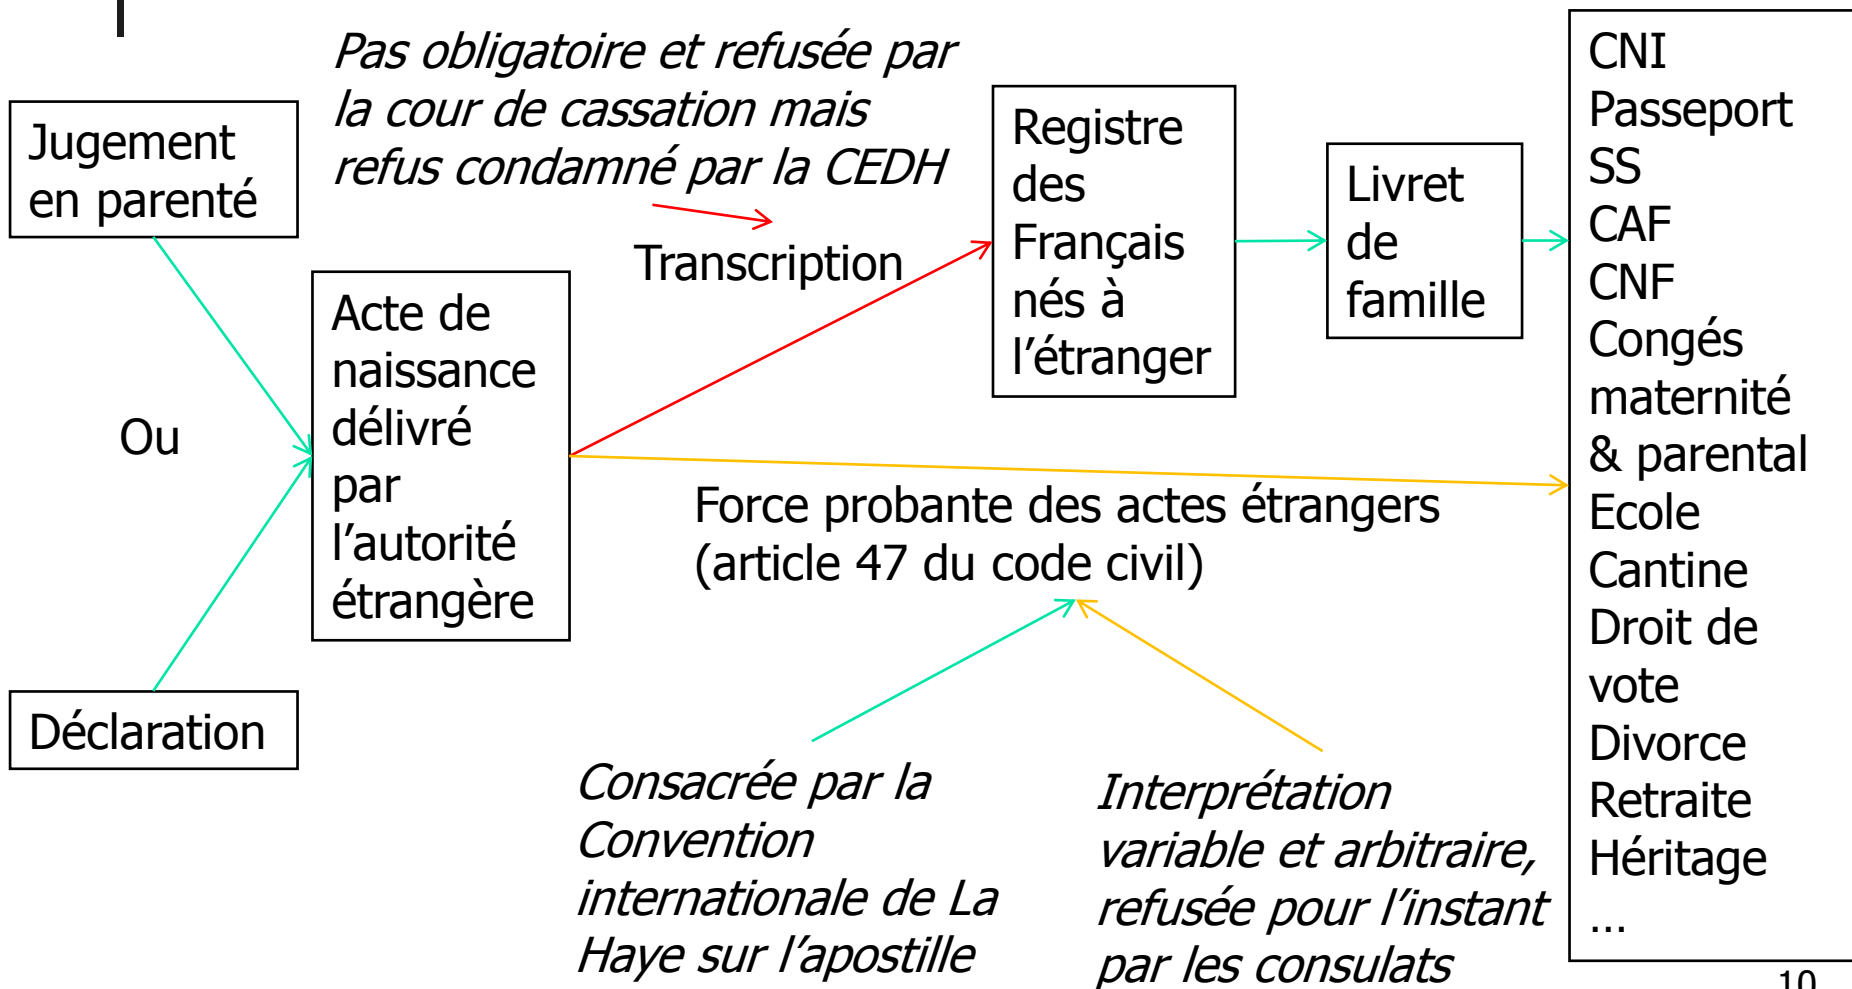 Pas obligatoire et refusée par
la cour de cassation mais
refus condamné par la CEDH
Jugement
en parenté
Ou
Déclaration
Acte de
naissance
délivré
par
l'autorité
étrangère
Transcription
Registre
des
Français
nés à
l'étranger
Livret
de
famille
Force probante des actes étrangers
(article 47 du code civil)
Consacrée par la
Convention
internationale de La
Haye sur l'apostille
Interprétation
variable et arbitraire,
refusée pour l'instant
par les consulats
CNI
Passeport
SS
CAF
CNF
Congés
maternité
& parental
Ecole
Cantine
Droit de
vote
Divorce
Retraite
Héritage
...
10